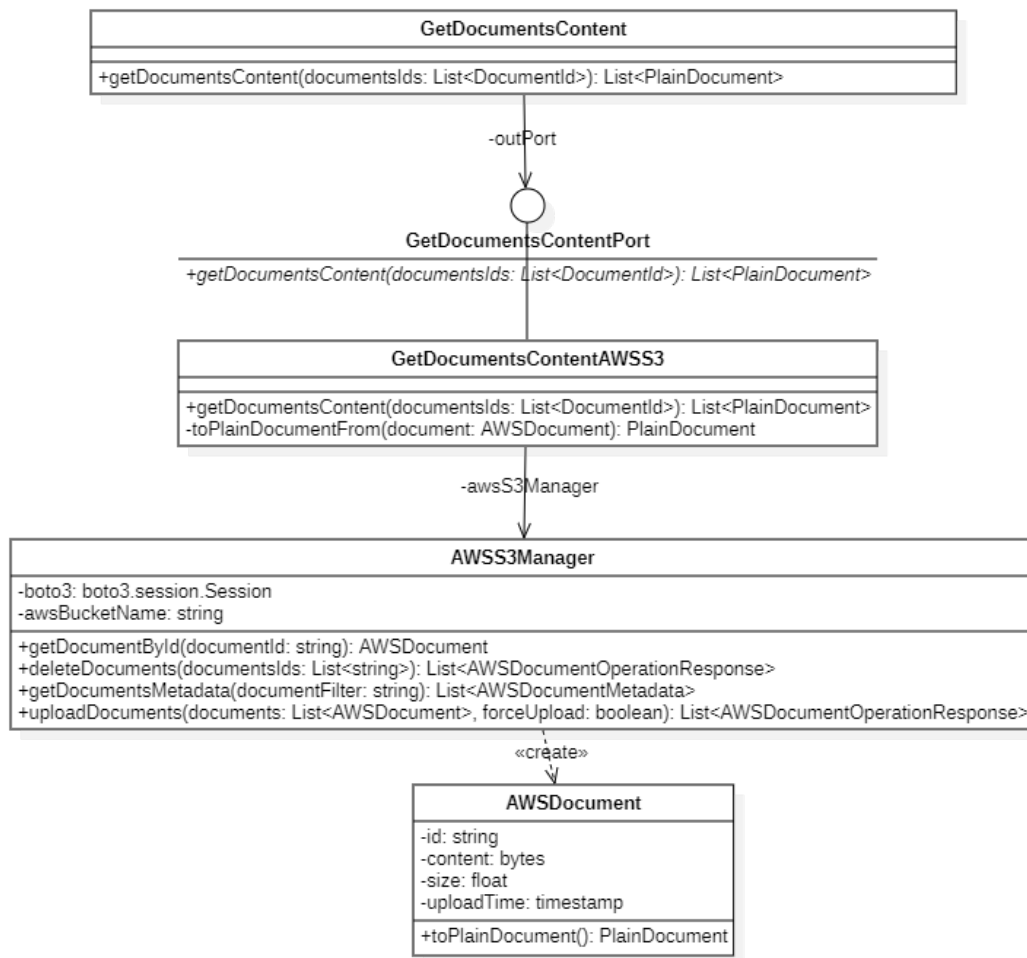 GetDocumentsContent
+getDocumentsContent(documentsIds: List<DocumentId>): List<PlainDocument>
-outPort
GetDocumentsContentPort
+getDocumentsContent(documentsIds: List<DocumentId>): List<PlainDocument>
GetDocumentsContentAWSS3
+getDocumentsContent(documentsIds: List<DocumentId>): List<PlainDocument>
-toPlainDocumentFrom(document: AWSDocument): PlainDocument
-awsS3Manager
AWSS3Manager
-boto3: boto3.session.Session
-awsBucketName: string
+getDocumentById(documentId: string): AWSDocument
+deleteDocuments(documentsIds: List<string>): List<AWSDocumentOperationResponse>
+getDocumentsMetadata(documentFilter: string): List<AWSDocumentMetadata>
+uploadDocuments(documents: List<AWSDocument>, forceUpload: boolean): List<AWSDocumentOperationResponse>
«create»
AWSDocument
-id: string
-content: bytes
-size: float
-uploadTime: timestamp
+toPlainDocument(): PlainDocument